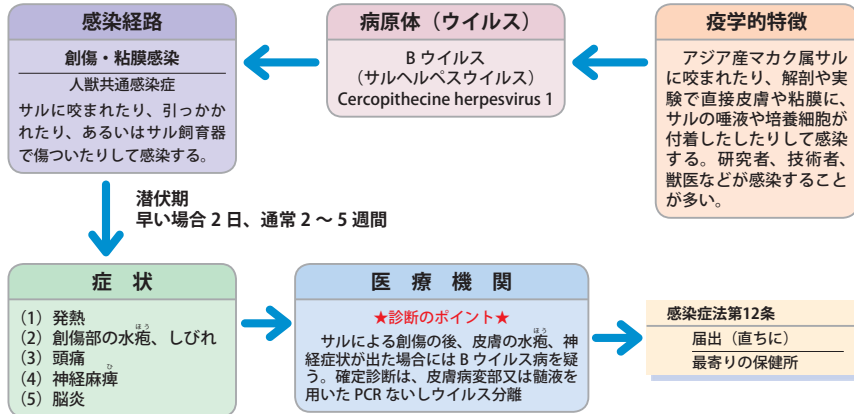 感染経路
創傷・粘膜感染
人獣共通感染症
サルに咬まれたり、引っかか
れたり、あるいはサル飼育器
で傷ついたりして感染する。
病原体（ウイルス）
B ウイルス
（サルヘルペスウイルス）
Cercopithecine herpesvirus 1
疫学的特徴
アジア産マカク属サル
に咬まれたり、解剖や実
験で直接皮膚や粘膜に、
サルの唾液や培養細胞が
付着したしたりして感染
する。研究者、技術者、
獣医などが感染すること
が多い。
潜伏期
早い場合 2 日、通常 2 〜 5 週間
症 状
(1) 発熱
ほう
(2) 創傷部の水疱、しびれ
(3) 頭痛
ひ
(4) 神経麻痺
(5) 脳炎
医 療 機 関
★診断のポイント★
ほう
サルによる創傷の後、皮膚の水疱、神
経症状が出た場合には B ウイルス病を疑
う。確定診断は、皮膚病変部又は髄液を
用いた PCR ないしウイルス分離
感染症法第12条
届出（直ちに）
最寄りの保健所